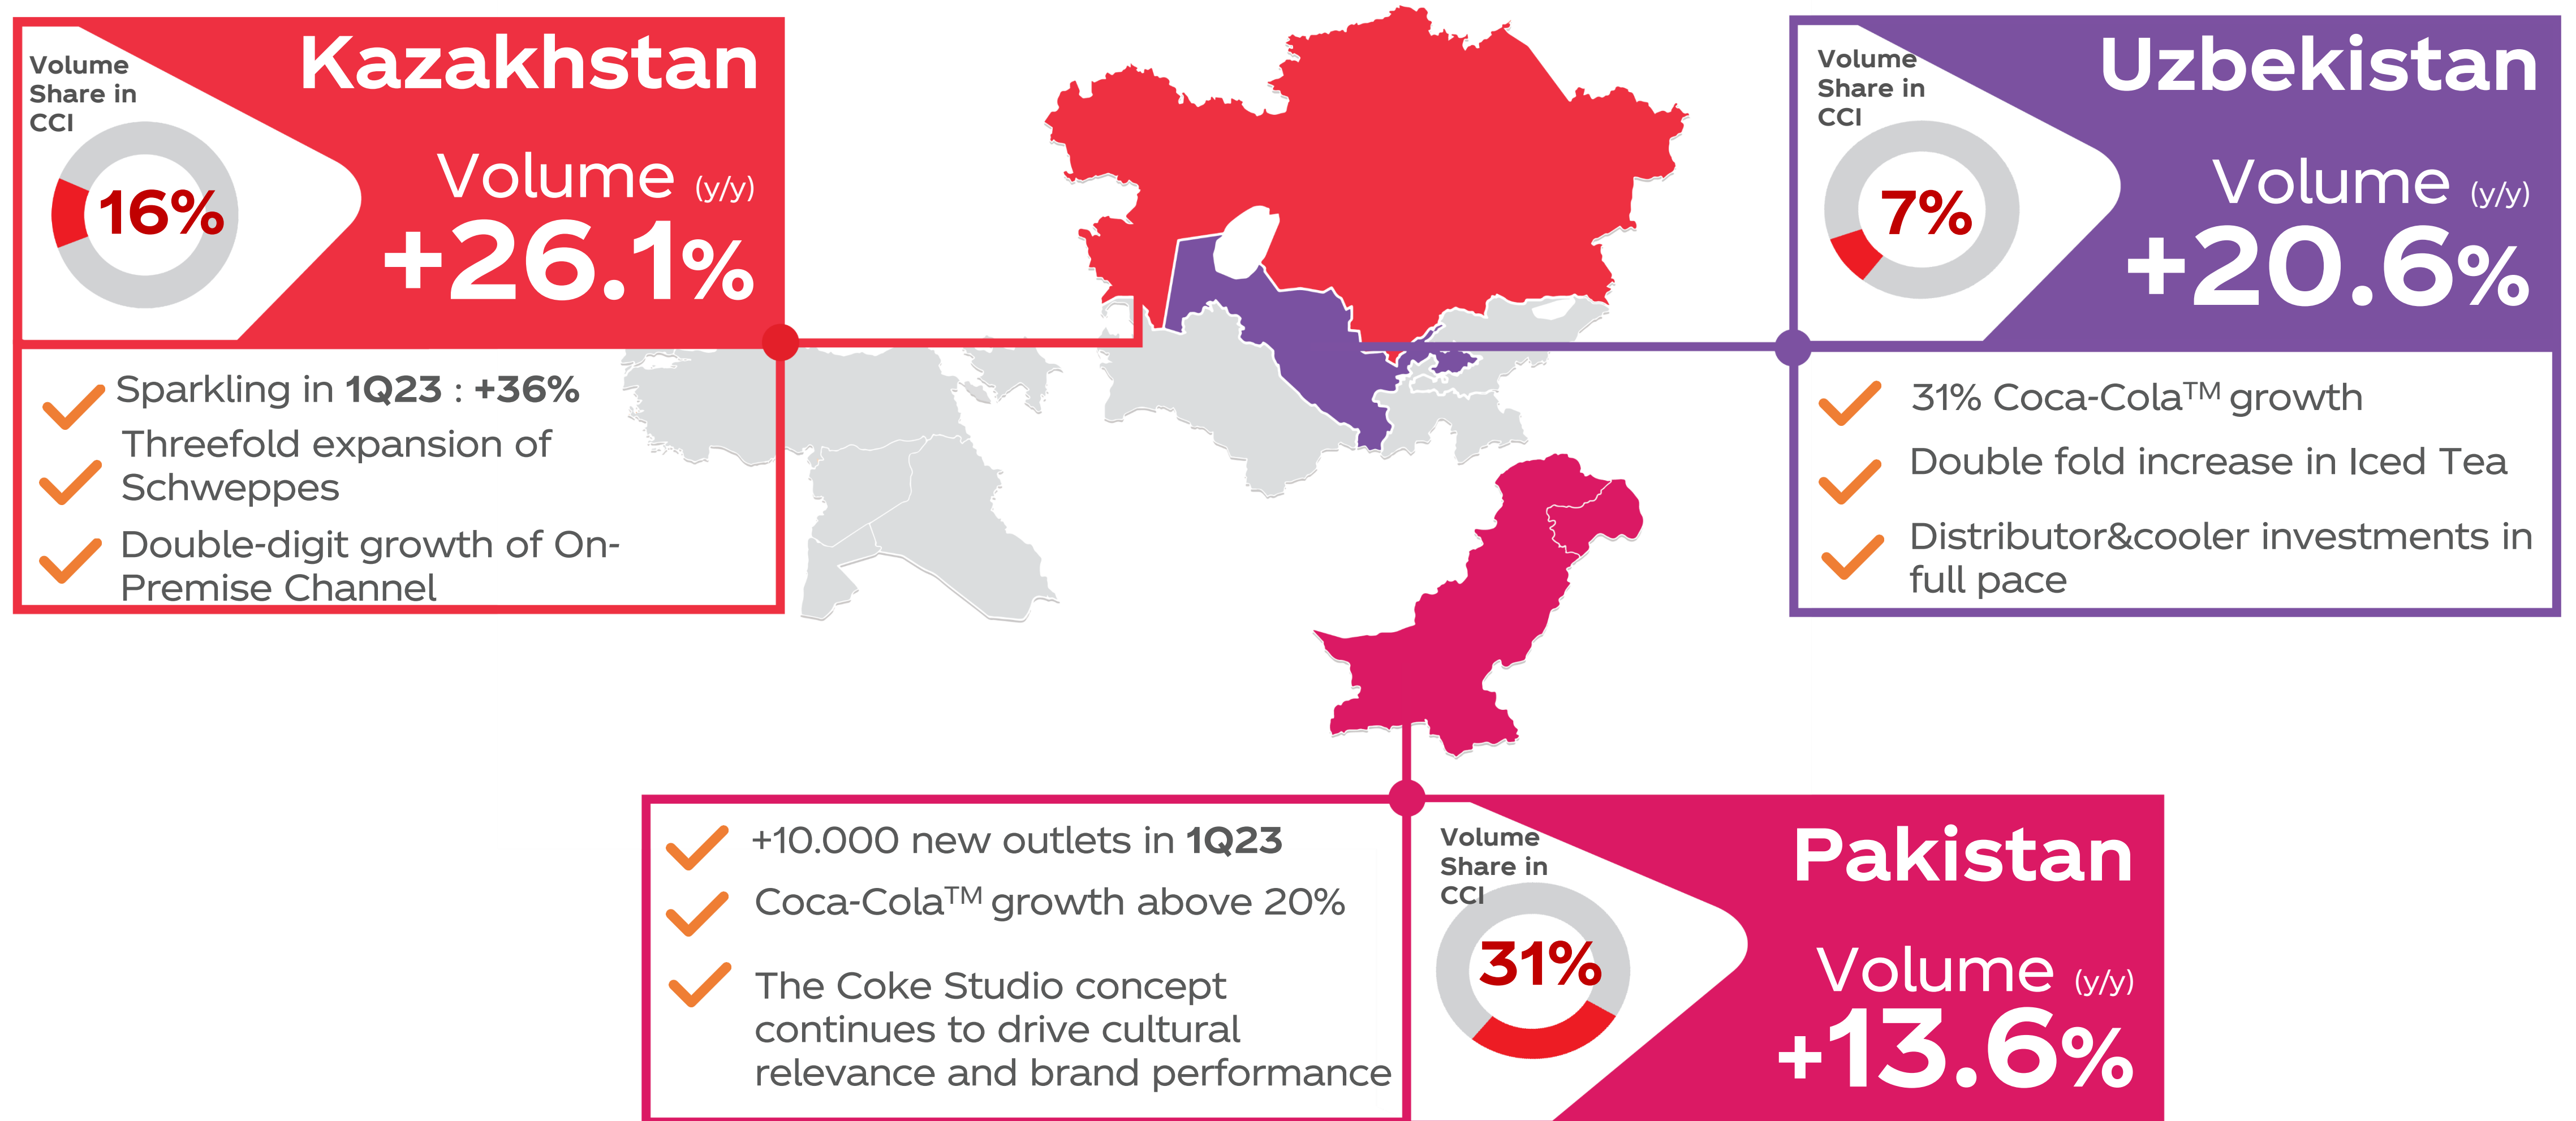 Kazakhstan
Volume
Share in
CCI
16%
Volume (y/y)
+26.1%
Sparkling in 1Q23 : +36%
Threefold expansion of
Schweppes
Double-digit growth of On-
Premise Channel
Uzbekistan
Volume
Share in
CCI
7%
Volume (y/y)
+20.6%
31% Coca-Cola™ growth
Double fold increase in Iced Tea
Distributor&cooler investments in
full pace
+10.000 new outlets in 1Q23
Coca-Cola™ growth above 20%
The Coke Studio concept
continues to drive cultural
relevance and brand performance
Volume
Share in
CCI
31%
Pakistan
Volume (y/y)
+13.6%